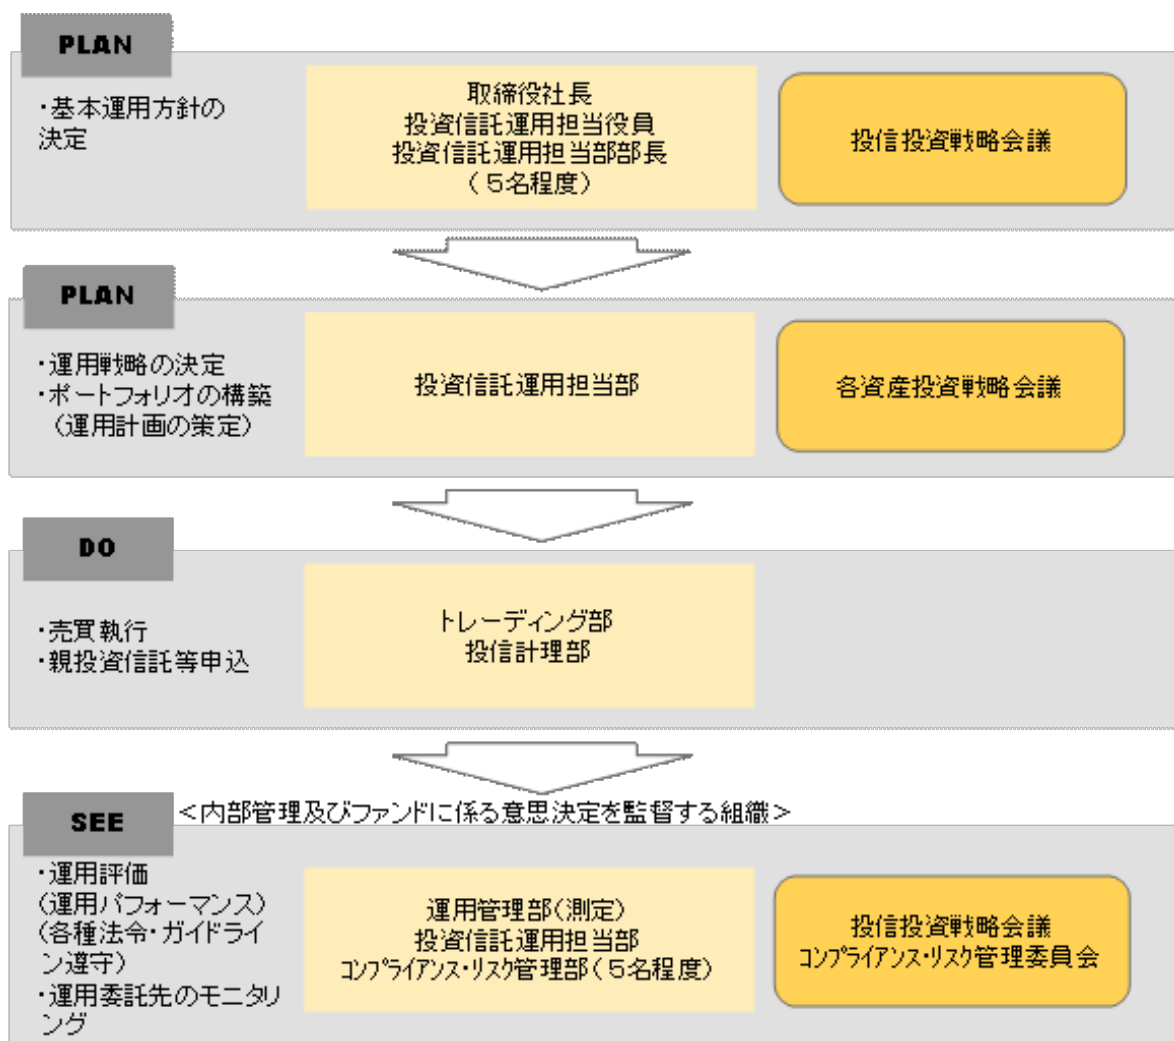 PLAN
・基本運用方針の
決定
取締役社長
投資信託運用担当役員
投資信託運用担当部部長
（５名程度）
投信投資戦略会議
PLAN
・運用戦略の決定
・ポートフォリオの構築
（運用計画の策定）
投資信託運用担当部
各資産投資戦略会議
DO
・売買執行
・親投資信託等申込
トレーディング部
投信計理部
SEE
＜内部管理及びファンドに係る意思決定を監督する組織＞
・運用評価
（運用パフォーマンス）
（各種法令・ガイドライ
ン遵守）
・運用委託先のモニタリ
ング
運用管理部（測定）
投資信託運用担当部
ｺﾝﾌﾟﾗｲｱﾝｽ・ﾘｽｸ管理部（５名程度）
投信投資戦略会議
ｺﾝﾌﾟﾗｲｱﾝｽ・ﾘｽｸ管理委員会